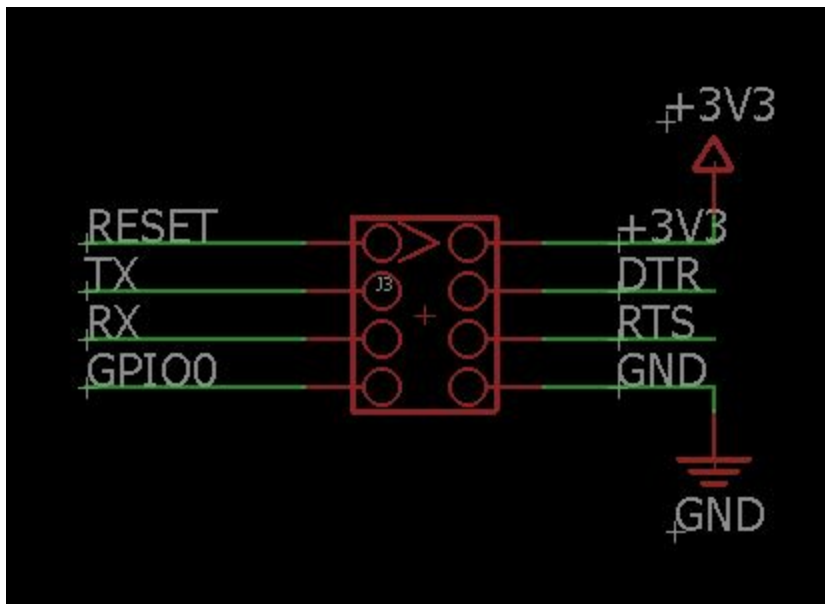 +3V3
RESET
+3V3
TX
J3
DTR
RX
RTS
GPIO0
GND
GND